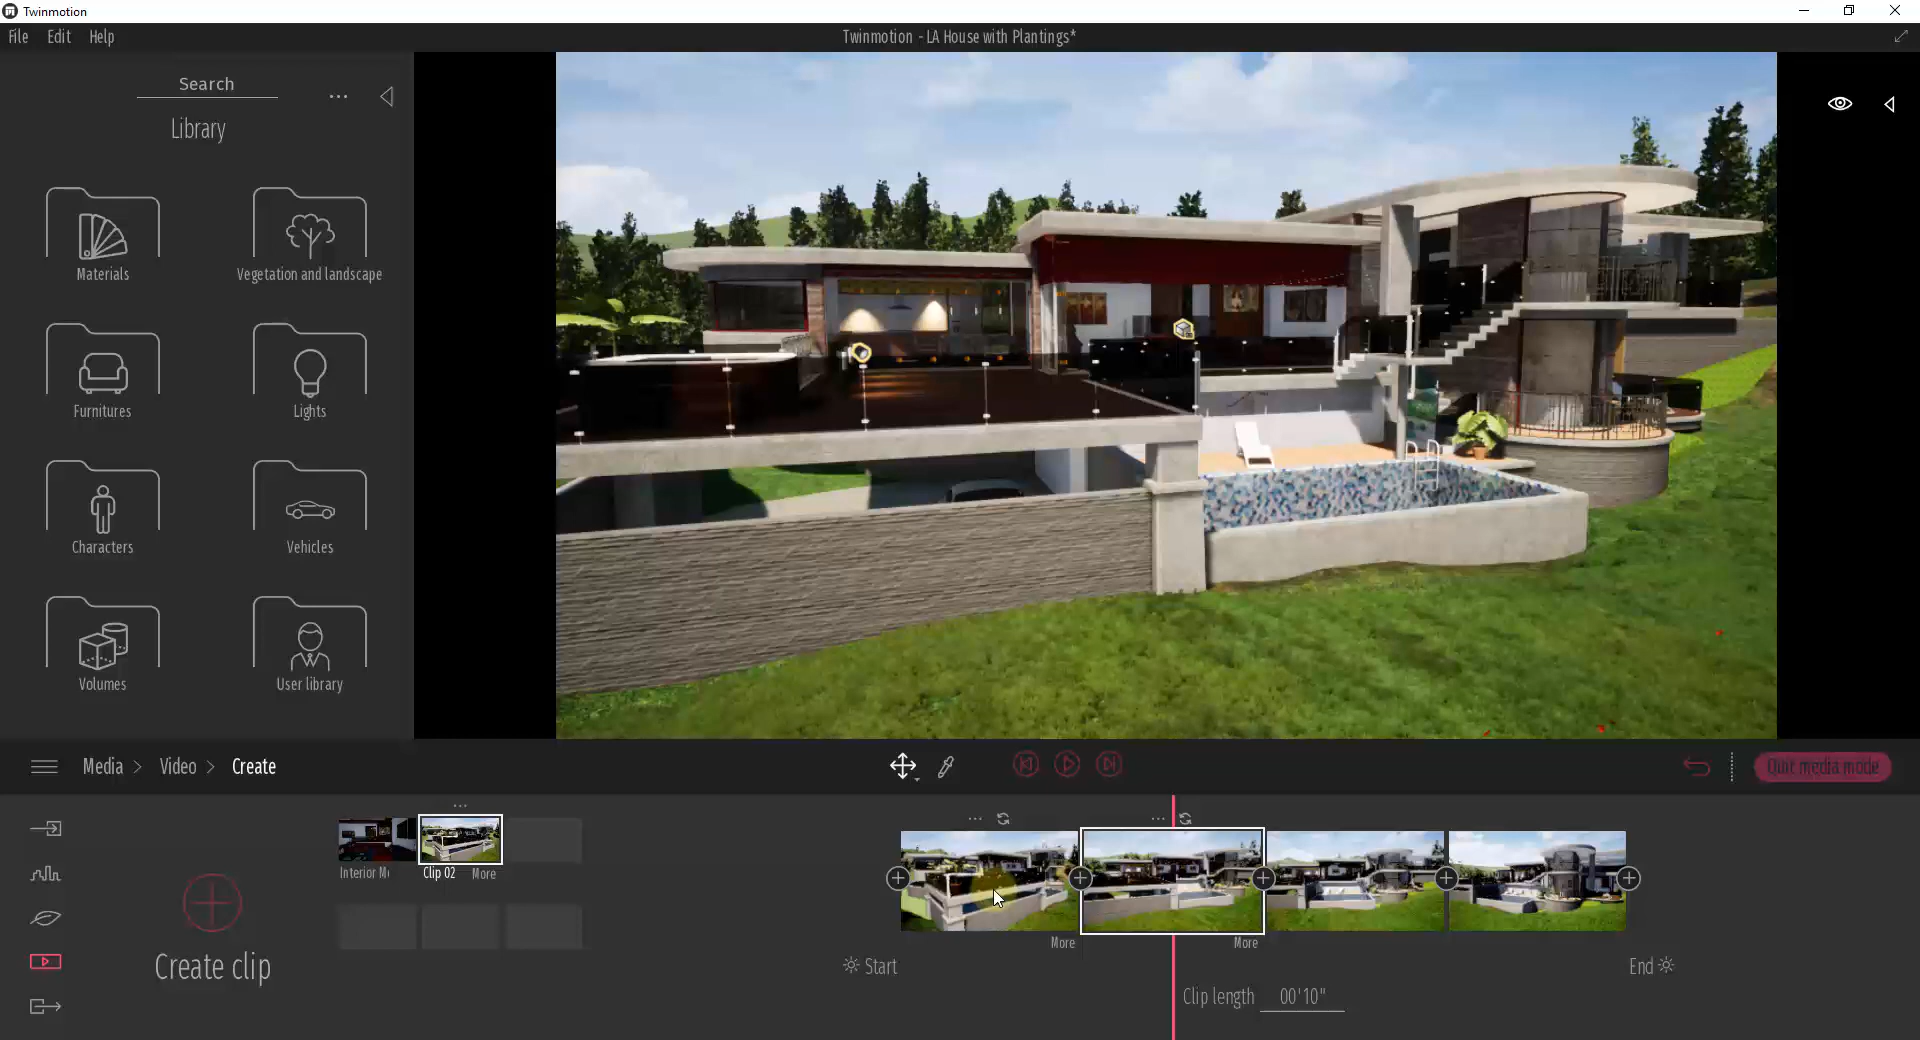 Twinmotion
File Edit Help
Twinmotion - LA House with Plantings*
Search
Library
Materials
Vegetation and landscape
Furnitures
Lights
Characters
Vehicles
Volumes
User library
Media > Video > Create
Quit media mode
Create clip
Interior M
Clip 02
More
More
More
Start
End
Clip length 00'10"